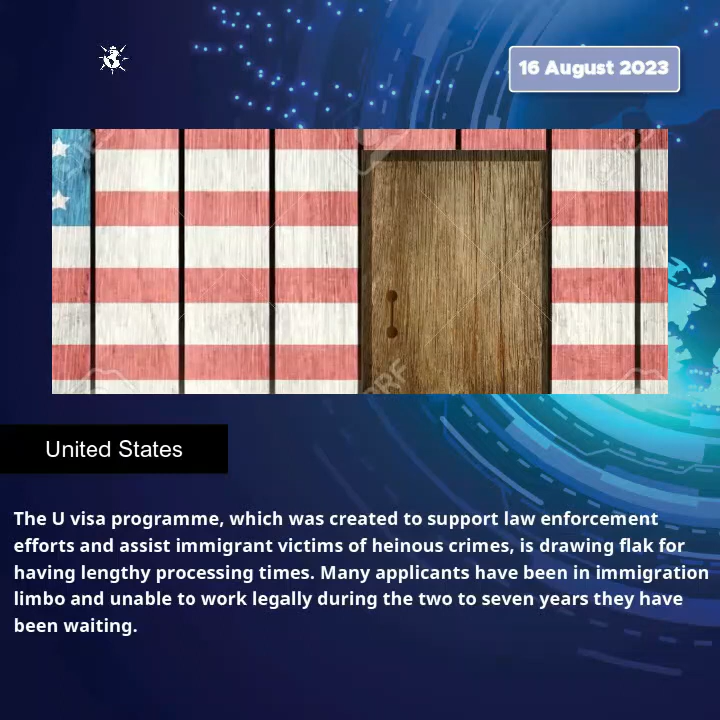 16 August 2023
United States
The U visa programme, which was created to support law enforcement
efforts and assist immigrant victims of heinous crimes, is drawing flak for
having lengthy processing times. Many applicants have been in immigration
limbo and unable to work legally during the two to seven years they have
been waiting.